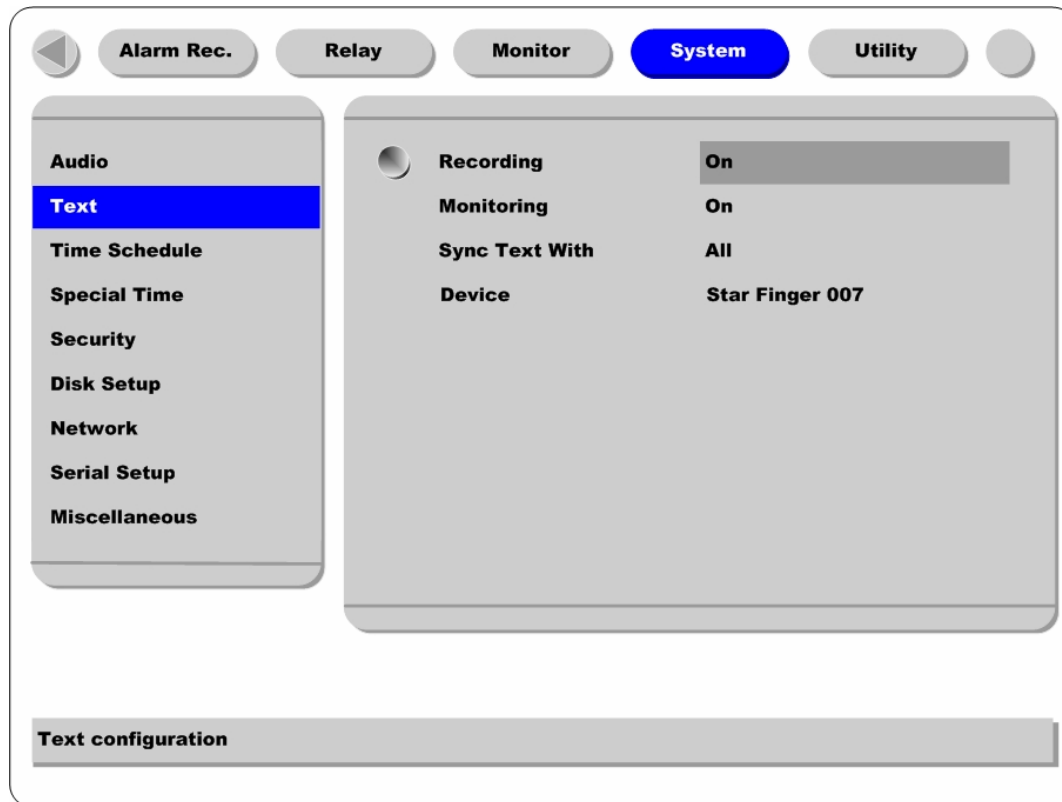 Alarm Rec. Relay Monitor System Utility
Audio
Text
Time Schedule
Special Time
Security
Disk Setup
Network
Serial Setup
Miscellaneous
Recording On
Monitoring On
Sync Text With All
Device Star Finger 007
Text configuration